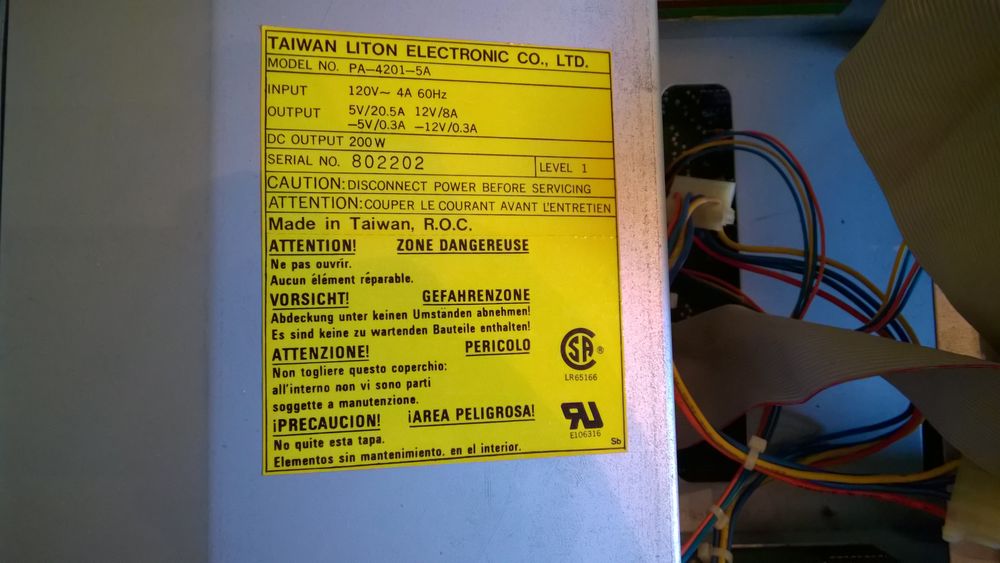 TAIWAN LITON ELECTRONIC CO., LTD.
MODEL NO. PA-4201-5A
INPUT 120V~ 4A 60Hz
OUTPUT 5V/20.5A 12V/8A
-5V/0.3A -12V/0.3A
DC OUTPUT 200W
SERIAL NO. 802202 LEVEL 1
CAUTION: DISCONNECT POWER BEFORE SERVICING
ATTENTION: COUPER LE COURANT AVANT L'ENTRETIEN
Made in Taiwan, R.O.C.
ATTENTION! ZONE DANGEREUSE
Ne pas ouvrir.
Aucun élément réparable.
VORSICHT! GEFAHRENZONE
Abdeckung unter keinen Umständen abnehmen!
Es sind keine zu wartenden Bauteile enthalten!
ATTENZIONE! PERICOLO
Non togliere questo coperchio:
all'interno non vi sono parti
soggette a manutenzione.
¡PRECAUCION! ¡AREA PELIGROSA!
No quite esta tapa.
Elementos sin mantenimiento, en el interior.
SA ®
LR65166
RU
E106316
Sb